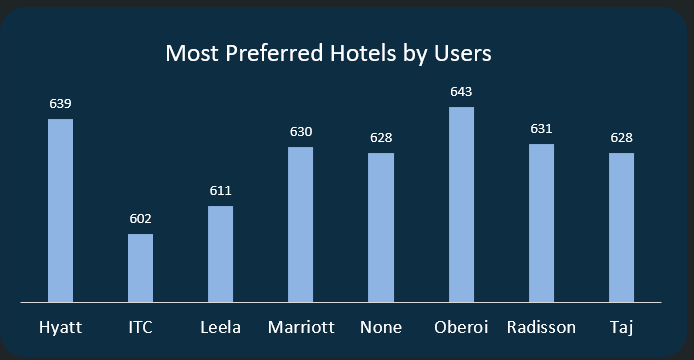 Most Preferred Hotels by Users
639
602
611
630
628
643
631
628
Hyatt
ITC
Leela
Marriott
None
Oberoi
Radisson
Taj